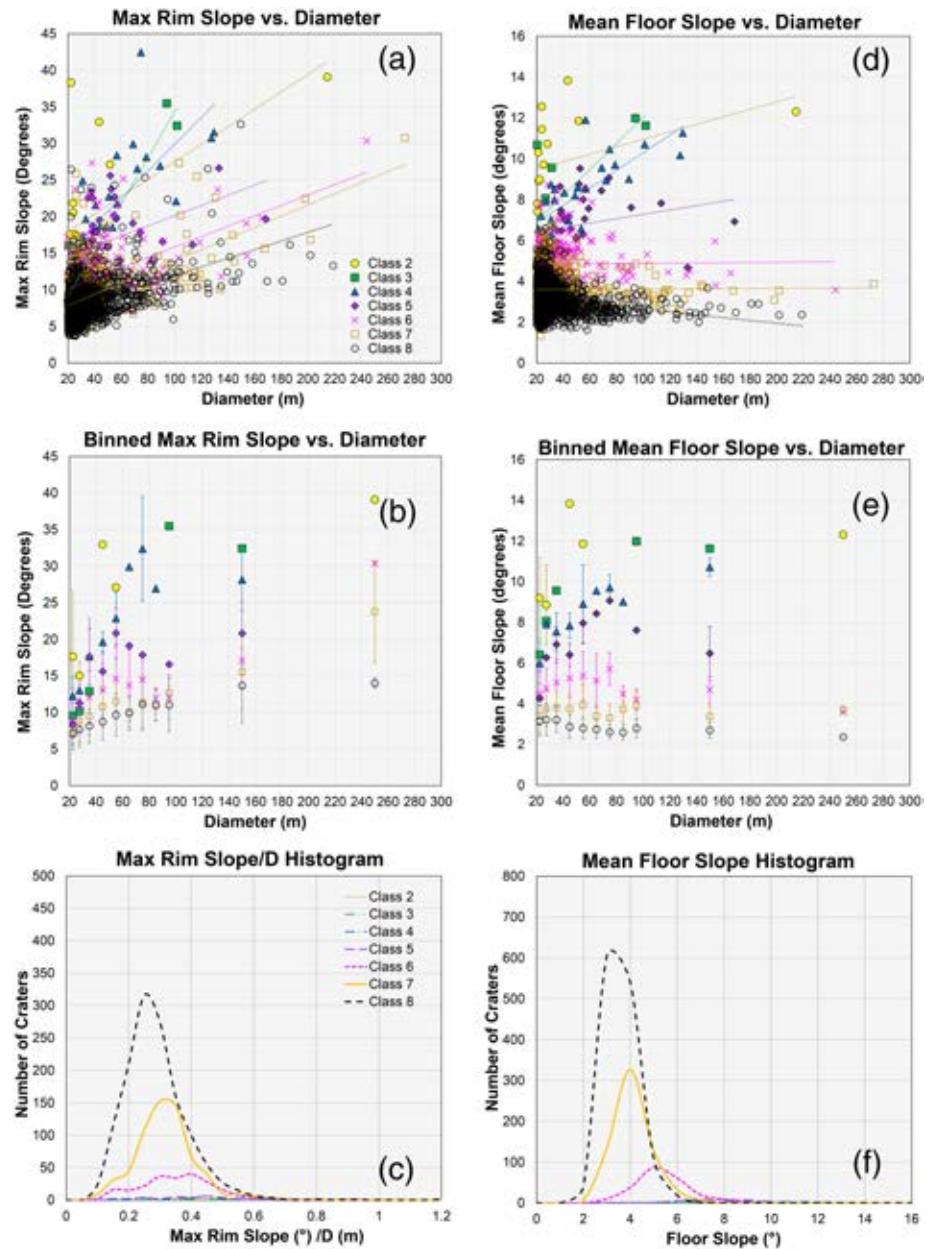 Max Rim Slope vs. Diameter
(a)
Max Rim Slope (Degrees)
45
40
35
30
25
20
15
10
5
0
Class 2
Class 3
Class 4
Class 5
Class 6
Class 7
Class 8
20 40 60 80 100 120 140 160 180 200 220 240 260 280 300
Diameter (m)
Mean Floor Slope vs. Diameter
(d)
Mean Floor Slope (degrees)
16
14
12
10
8
6
4
2
0
20 40 60 80 100 120 140 160 180 200 220 240 260 280 300
Diameter (m)
Binned Max Rim Slope vs. Diameter
(b)
Max Rim Slope (Degrees)
45
40
35
30
25
20
15
10
5
0
20 40 60 80 100 120 140 160 180 200 220 240 260 280 300
Diameter (m)
Binned Mean Floor Slope vs. Diameter
(e)
Mean Floor Slope (degrees)
16
14
12
10
8
6
4
2
0
20 40 60 80 100 120 140 160 180 200 220 240 260 280 300
Diameter (m)
Max Rim Slope/D Histogram
Number of Craters
500
450
400
350
300
250
200
150
100
50
0
Class 2
Class 3
Class 4
Class 5
Class 6
Class 7
Class 8
(c)
0 0.2 0.4 0.6 0.8 1 1.2
Max Rim Slope (°) /D (m)
Mean Floor Slope Histogram
Number of Craters
800
700
600
500
400
300
200
100
0
(f)
0 2 4 6 8 10 12 14 16
Floor Slope (°)